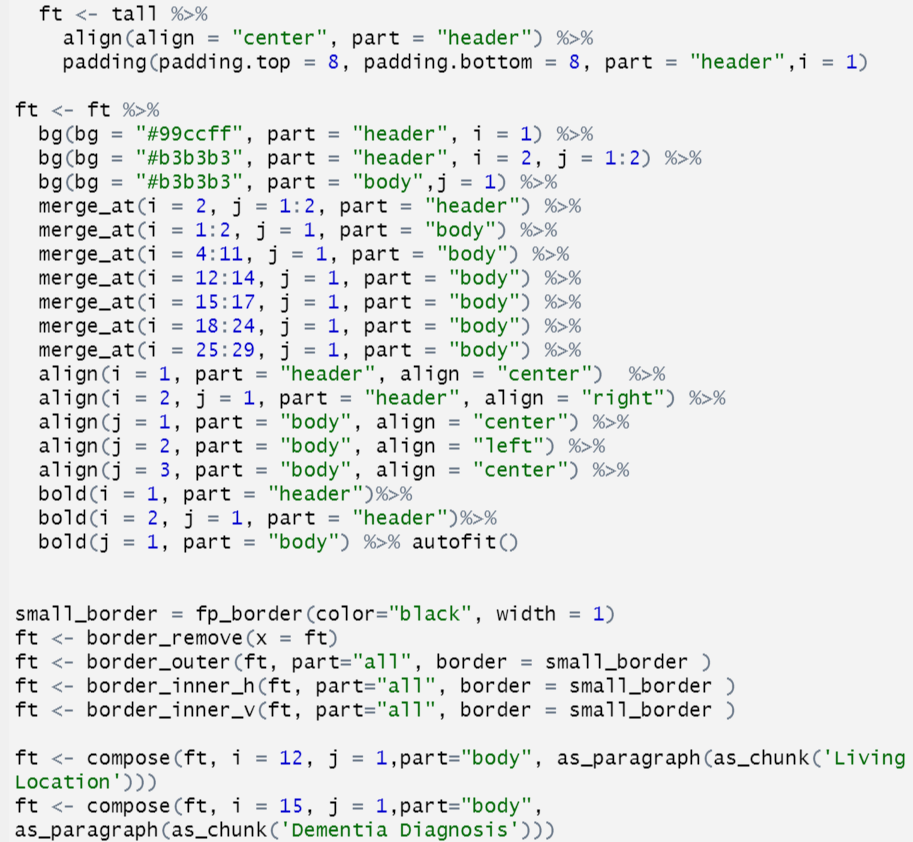 ft <- tall %>%
align(align = "center", part = "header") %>%
padding(padding.top = 8, padding.bottom = 8, part = "header",i = 1)
ft <- ft %>%
bg(bg = "#99ccff", part = "header", i = 1) %>%
bg(bg = "#b3b3b3", part = "header", i = 2, j = 1:2) %>%
bg(bg = "#b3b3b3", part = "body",j = 1) %>%
merge_at(i = 2, j = 1:2, part = "header") %>%
merge_at(i = 1:2, j = 1, part = "body") %>%
merge_at(i = 4:11, j = 1, part = "body") %>%
merge_at(i = 12:14, j = 1, part = "body") %>%
merge_at(i = 15:17, j = 1, part = "body") %>%
merge_at(i = 18:24, j = 1, part = "body") %>%
merge_at(i = 25:29, j = 1, part = "body") %>%
align(i = 1, part = "header", align = "center")  %>%
align(i = 2, j = 1, part = "header", align = "right") %>%
align(j = 1, part = "body", align = "center") %>%
align(j = 2, part = "body", align = "left") %>%
align(j = 3, part = "body", align = "center") %>%
bold(i = 1, part = "header")%>%
bold(i = 2, j = 1, part = "header")%>%
bold(j = 1, part = "body") %>% autofit()
small_border = fp_border(color="black", width = 1)
ft <- border_remove(x = ft)
ft <- border_outer(ft, part="all", border = small_border )
ft <- border_inner_h(ft, part="all", border = small_border )
ft <- border_inner_v(ft, part="all", border = small_border )
ft <- compose(ft, i = 12, j = 1,part="body", as_paragraph(as_chunk('Living
Location')))
ft <- compose(ft, i = 15, j = 1,part="body",
as_paragraph(as_chunk('Dementia Diagnosis')))